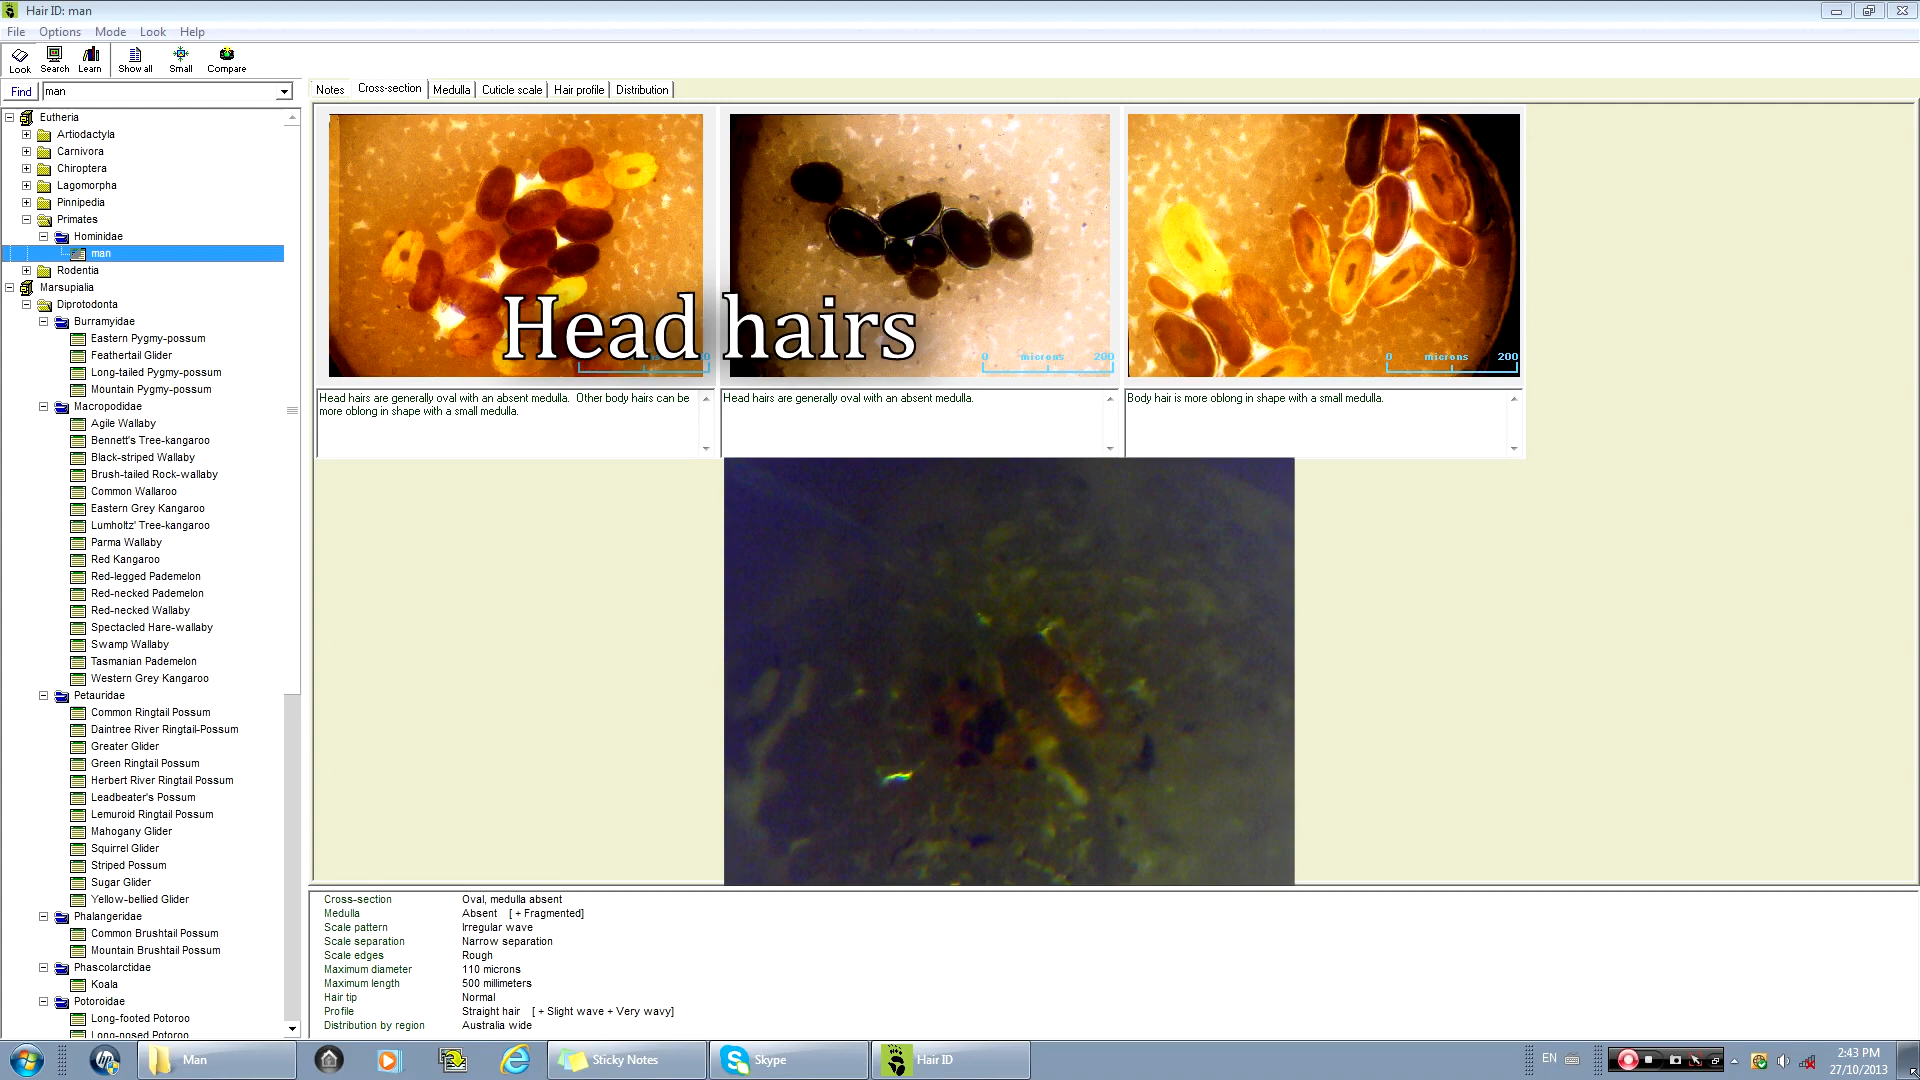 Hair ID: man
File Options Mode Look Help
Look Search Learn Show all Small Compare
Find man
Notes Cross-section Medulla Cuticle scale Hair profile Distribution
Eutheria
Artiodactyla
Carnivora
Chiroptera
Lagomorpha
Pinnipedia
Primates
Hominidae
man
Rodentia
Marsupialia
Diprotodonta
Burramyidae
Eastern Pygmy-possum
Feathertail Glider
Long-tailed Pygmy-possum
Mountain Pygmy-possum
Macropodidae
Agile Wallaby
Bennett's Tree-kangaroo
Black-striped Wallaby
Brush-tailed Rock-wallaby
Common Wallaroo
Eastern Grey Kangaroo
Lumholtz' Tree-kangaroo
Parma Wallaby
Red Kangaroo
Red-legged Pademelon
Red-necked Pademelon
Red-necked Wallaby
Spectacled Hare-wallaby
Swamp Wallaby
Tasmanian Pademelon
Western Grey Kangaroo
Petauridae
Common Ringtail Possum
Daintree River Ringtail-Possum
Greater Glider
Green Ringtail Possum
Herbert River Ringtail Possum
Leadbeater's Possum
Lemuroid Ringtail Possum
Mahogany Glider
Squirrel Glider
Striped Possum
Sugar Glider
Yellow-bellied Glider
Phalangeridae
Common Brushtail Possum
Mountain Brushtail Possum
Phascolarctidae
Koala
Potoroidae
Long-footed Potoroo
Long-nosed Potoroo
Head hairs
0 microns 200
0 microns 200
Head hairs are generally oval with an absent medulla. Other body hairs can be
more oblong in shape with a small medulla.
Head hairs are generally oval with an absent medulla.
Body hair is more oblong in shape with a small medulla.
Cross-section Oval, medulla absent
Medulla Absent [ + Fragmented]
Scale pattern Irregular wave
Scale separation Narrow separation
Scale edges Rough
Maximum diameter 110 microns
Maximum length 500 millimeters
Hair tip Normal
Profile Straight hair [ + Slight wave + Very wavy]
Distribution by region Australia wide
Man
Sticky Notes
Skype
Hair ID
EN
2:43 PM
27/10/2013